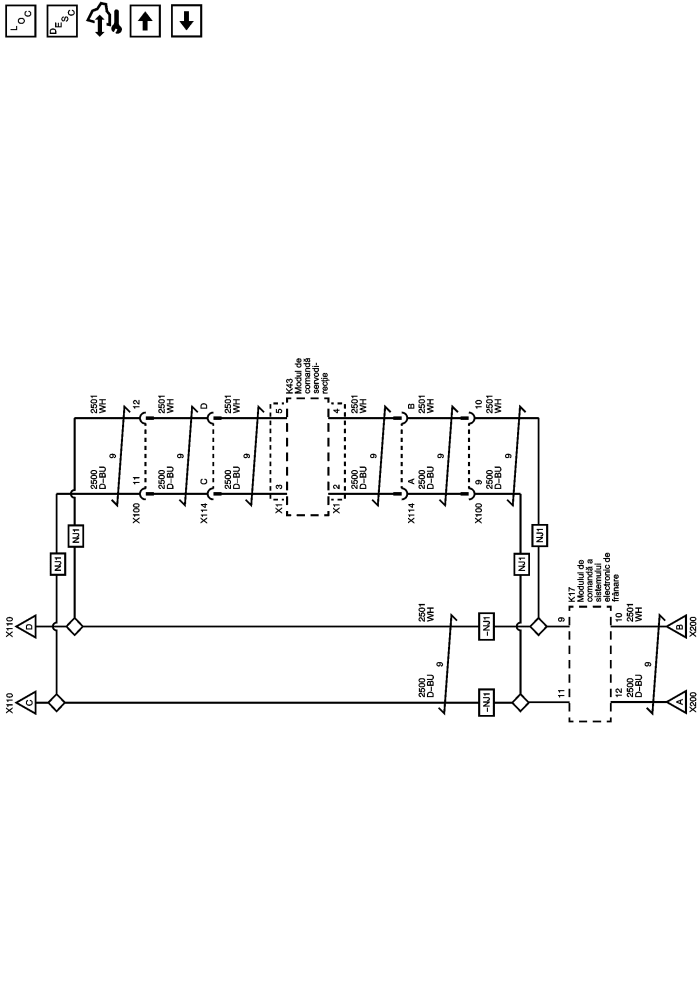 LOC
DESC
2501
WH
12
2501
WH
D
2501
WH
5
K43
Modul de
comandă
servodi-
recție
4
2501
WH
B
2501
WH
10
2501
WH
9
9
9
9
9
9
2500
D-BU
11
2500
D-BU
C
2500
D-BU
3
2
2500
D-BU
A
2500
D-BU
9
2500
D-BU
X100
X114
X1
X1
X114
X100
NJ1
NJ1
NJ1
NJ1
X110
D
2501
WH
~NJ1
9
K17
Modulul de
comandă a
sistemului
electronic de
frânare
10
2501
WH
B
X200
9
9
X110
C
2500
D-BU
~NJ1
11
12
2500
D-BU
A
X200